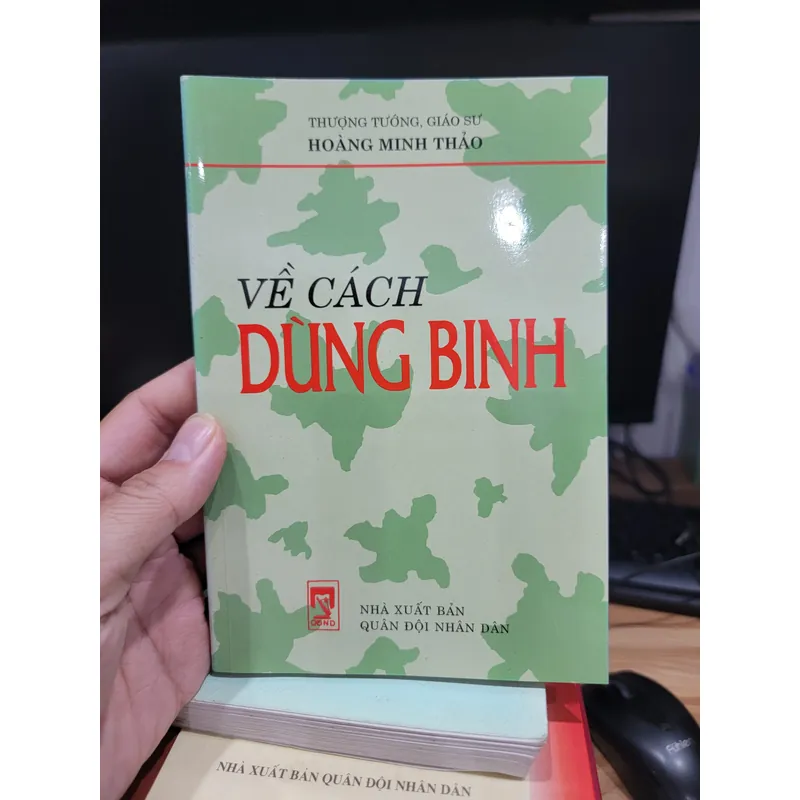 THƯỢNG TƯỚNG, GIÁO SƯ
HOÀNG MINH THẢO
VỀ CÁCH
DÙNG BINH
QĐND
NHÀ XUẤT BẢN
QUÂN ĐỘI NHÂN DÂN
NHÀ XUẤT BẢN QUÂN ĐỘI NHÂN DÂN
Fuhlen